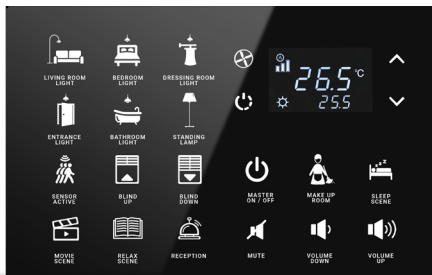 26.5°C
25.5
LIVING ROOM
LIGHT
BEDROOM
LIGHT
DRESSING ROOM
LIGHT
ENTRANCE
LIGHT
BATHROOM
LIGHT
STANDING
LAMP
SENSOR
ACTIVE
BLIND
UP
BLIND
DOWN
MASTER
ON / OFF
MAKE UP
ROOM
SLEEP
SCENE
MOVIE
SCENE
RELAX
SCENE
RECEPTION
MUTE
VOLUME
DOWN
VOLUME
UP